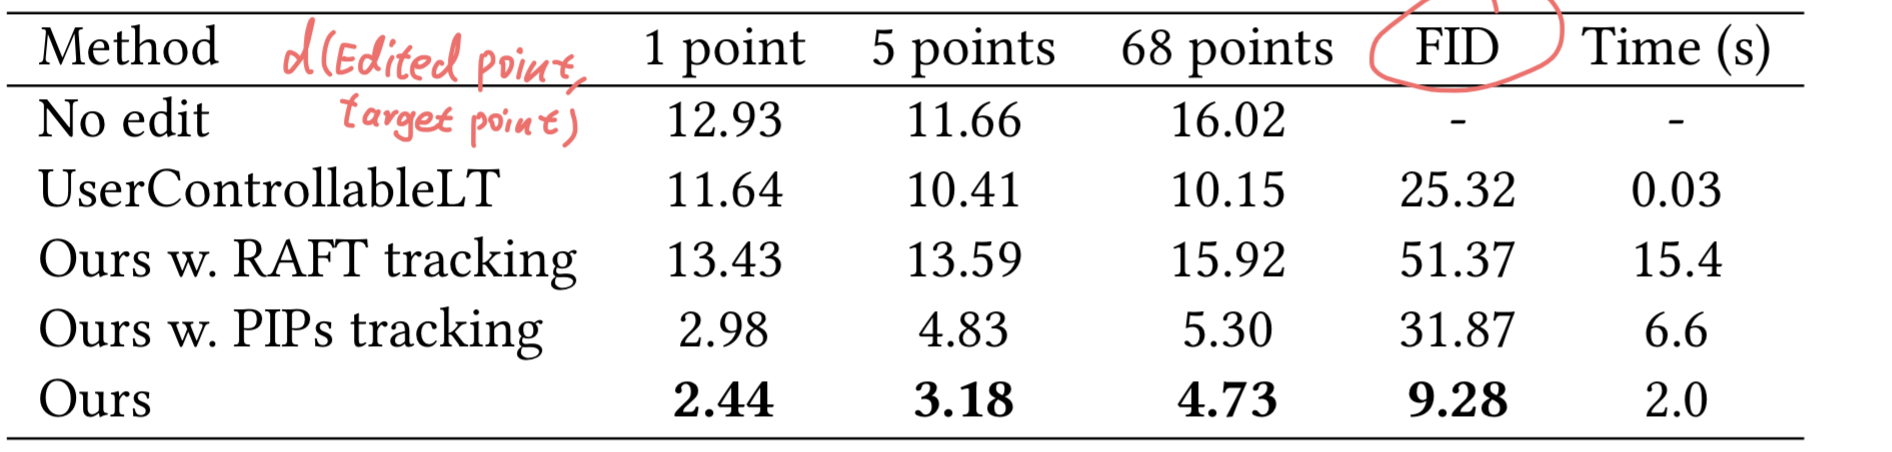 Method d(Edited point, target point) 1 point 5 points 68 points FID Time (s)
No edit 12.93 11.66 16.02 - -
UserControllableLT 11.64 10.41 10.15 25.32 0.03
Ours w. RAFT tracking 13.43 13.59 15.92 51.37 15.4
Ours w. PIPs tracking 2.98 4.83 5.30 31.87 6.6
Ours 2.44 3.18 4.73 9.28 2.0